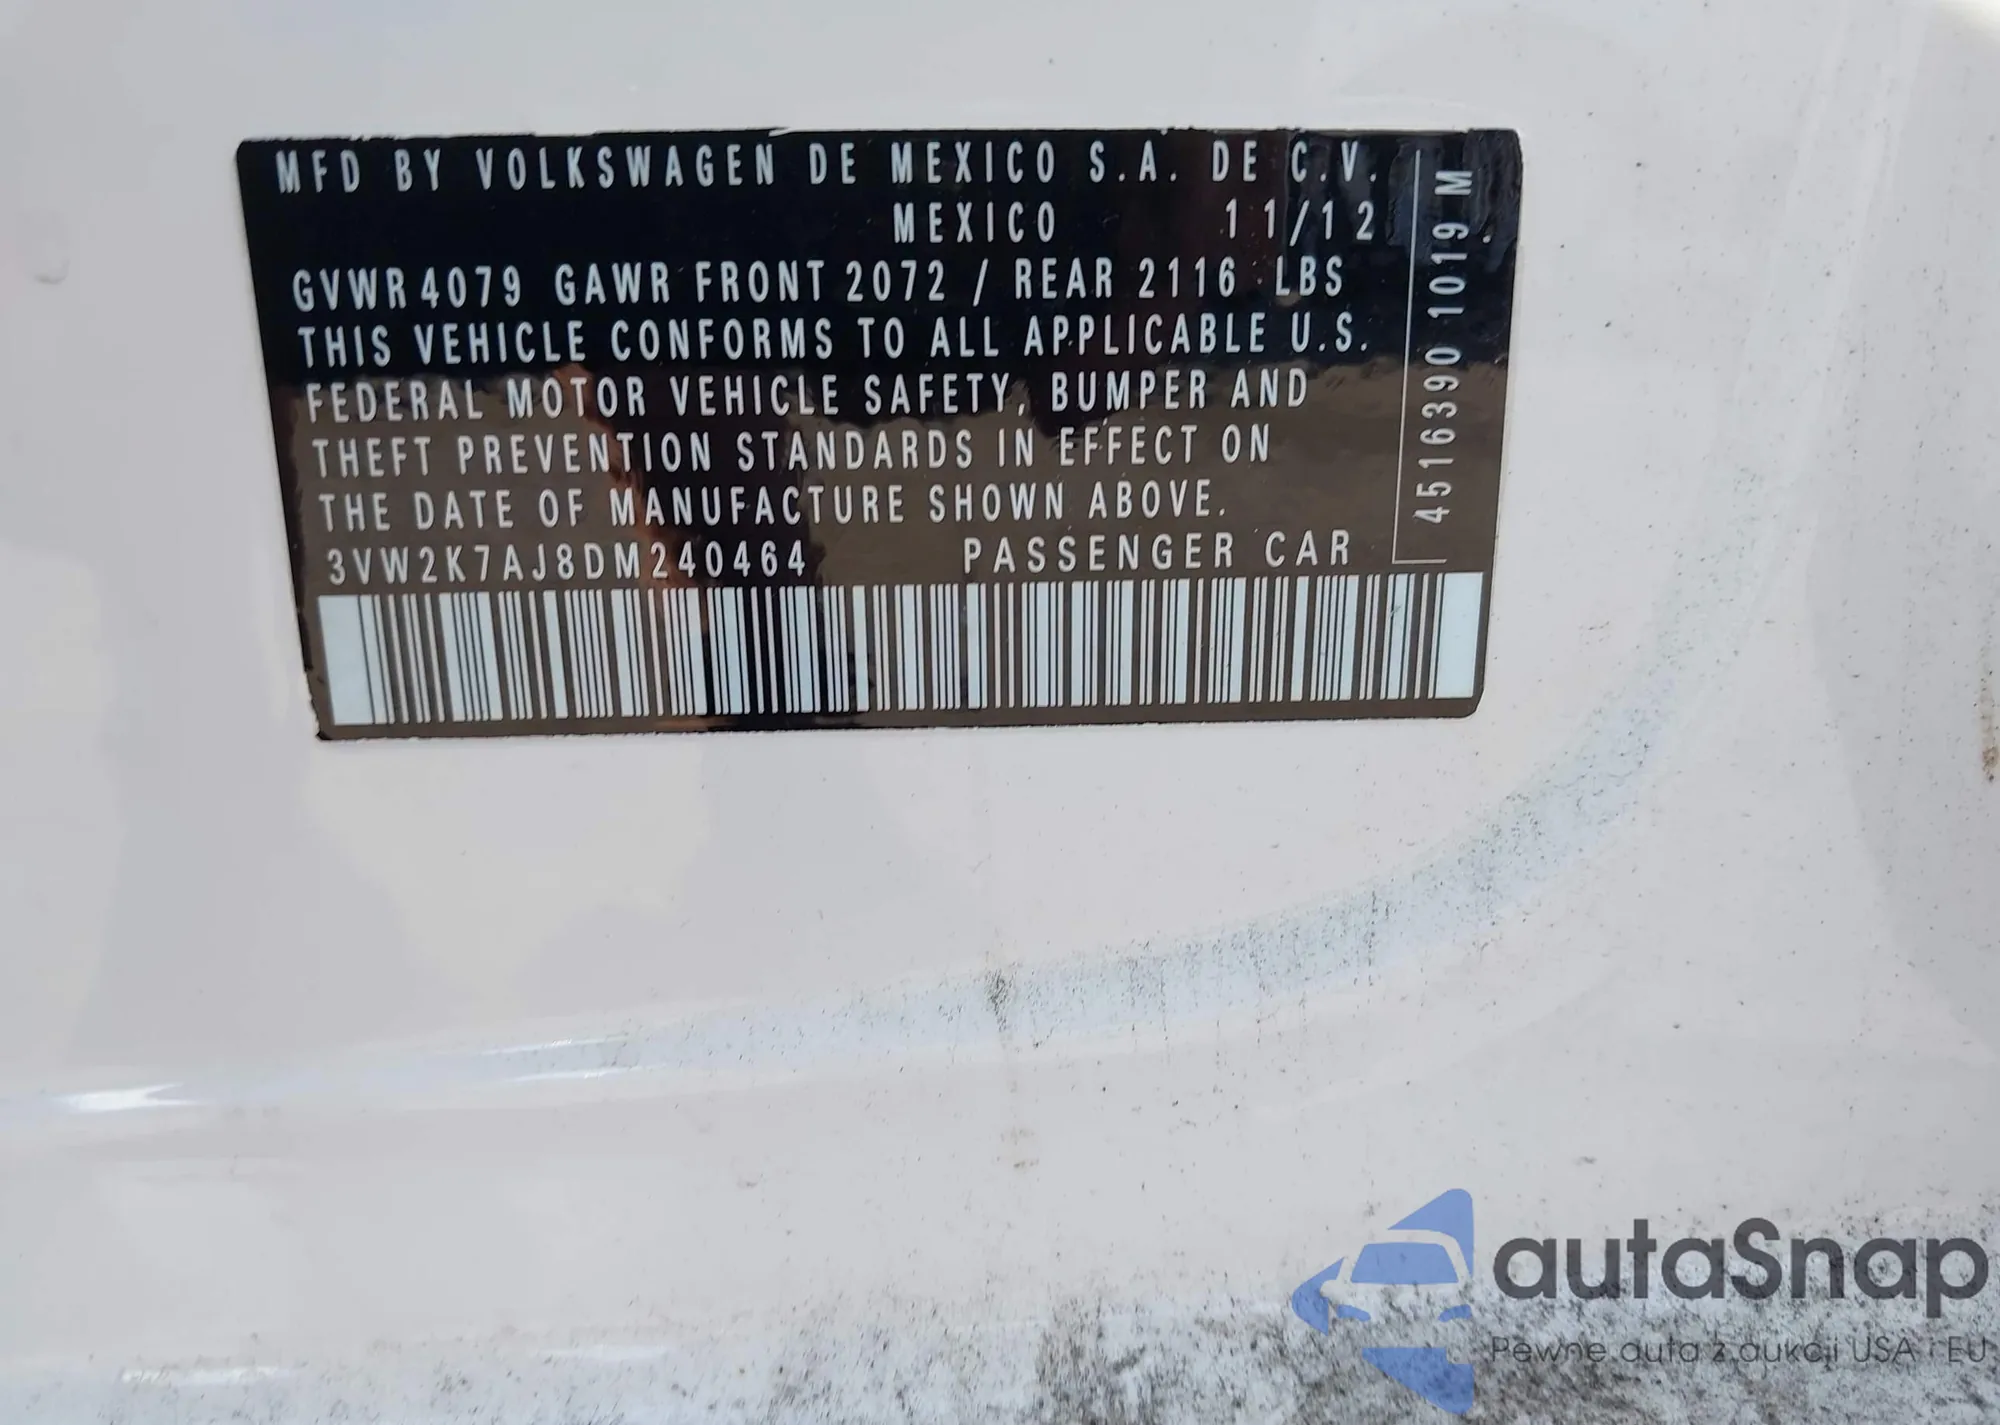 MFD BY VOLKSWAGEN DE MEXICO S.A. DE C.V.
MEXICO 11/12
GVWR 4079 GAWR FRONT 2072 / REAR 2116 LBS
THIS VEHICLE CONFORMS TO ALL APPLICABLE U.S.
FEDERAL MOTOR VEHICLE SAFETY, BUMPER AND
THEFT PREVENTION STANDARDS IN EFFECT ON
THE DATE OF MANUFACTURE SHOWN ABOVE.
3VW2K7AJ8DM240464 PASSENGER CAR
4516390 1019 M
autaSnap
Pewne auta z aukcji USA i EU